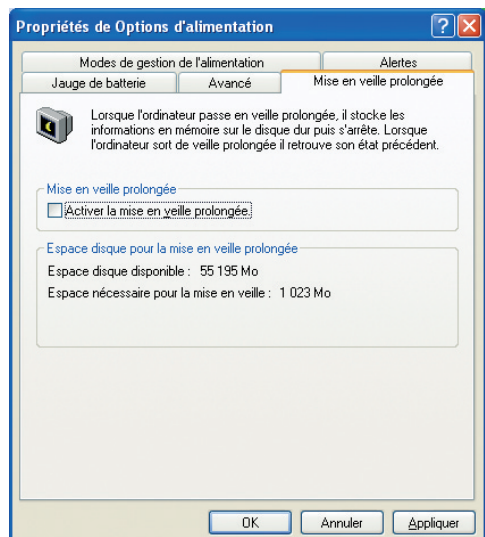 Propriétés de Options d'alimentation
Modes de gestion de l'alimentation
Alertes
Jauge de batterie
Avancé
Mise en veille prolongée
Lorsque l'ordinateur passe en veille prolongée, il stocke les
informations en mémoire sur le disque dur puis s'arrête. Lorsque
l'ordinateur sort de veille prolongée il retrouve son état précédent.
Mise en veille prolongée
Activer la mise en veille prolongée.
Espace disque pour la mise en veille prolongée
Espace disque disponible : 55 195 Mo
Espace nécessaire pour la mise en veille : 1 023 Mo
OK
Annuler
Appliquer